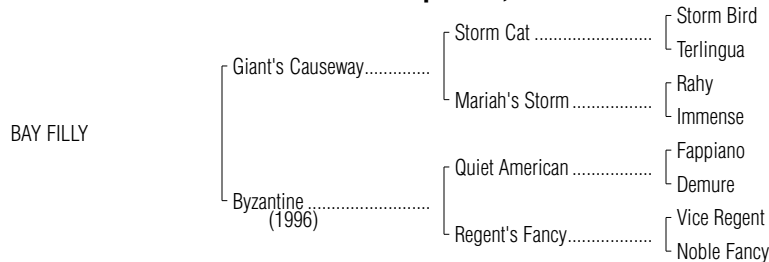 Storm Bird
Storm Cat ..........................
Terlingua
Giant's Causeway..............
Rahy
Mariah's Storm ..................
Immense
BAY FILLY
Fappiano
Quiet American ..................
Demure
Byzantine ...........................
(1996)
Vice Regent
Regent's Fancy...................
Noble Fancy